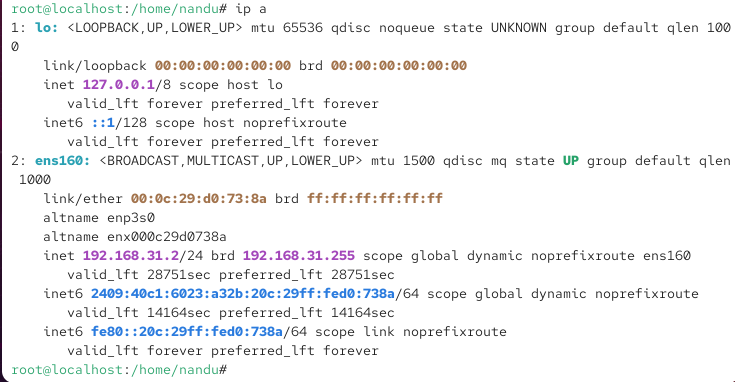 root@localhost:/home/nandu# ip a
1: lo: <LOOPBACK,UP,LOWER_UP> mtu 65536 qdisc noqueue state UNKNOWN group default qlen 100
0
    link/loopback 00:00:00:00:00:00 brd 00:00:00:00:00:00
    inet 127.0.0.1/8 scope host lo
       valid_lft forever preferred_lft forever
    inet6 ::1/128 scope host noprefixroute
       valid_lft forever preferred_lft forever
2: ens160: <BROADCAST,MULTICAST,UP,LOWER_UP> mtu 1500 qdisc mq state UP group default qlen
 1000
    link/ether 00:0c:29:d0:73:8a brd ff:ff:ff:ff:ff:ff
    altname enp3s0
    altname enx000c29d0738a
    inet 192.168.31.2/24 brd 192.168.31.255 scope global dynamic noprefixroute ens160
       valid_lft 28751sec preferred_lft 28751sec
    inet6 2409:40c1:6023:a32b:20c:29ff:fed0:738a/64 scope global dynamic noprefixroute
       valid_lft 14164sec preferred_lft 14164sec
    inet6 fe80::20c:29ff:fed0:738a/64 scope link noprefixroute
       valid_lft forever preferred_lft forever
root@localhost:/home/nandu#